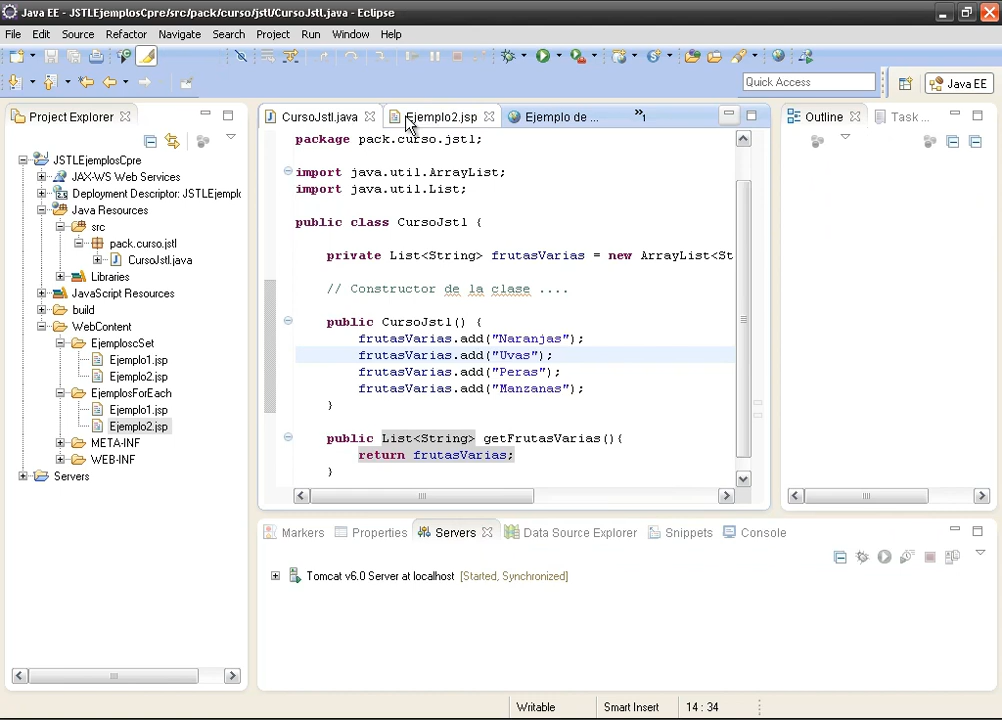 Java EE - JSTLEjemplosCpre/src/pack/curso/jstl/CursoJstl.java - Eclipse
File Edit Source Refactor Navigate Search Project Run Window Help
Quick Access
Java EE
Project Explorer
JSTLEjemplosCpre
JAX-WS Web Services
Deployment Descriptor: JSTLEjempl
Java Resources
src
pack.curso.jstl
CursoJstl.java
Libraries
JavaScript Resources
build
WebContent
EjemploscSet
Ejemplo1.jsp
Ejemplo2.jsp
EjemplosForEach
Ejemplo1.jsp
Ejemplo2.jsp
META-INF
WEB-INF
Servers
CursoJstl.java Ejemplo2.jsp Ejemplo de ... »1
package pack.curso.jstl;
import java.util.ArrayList;
import java.util.List;
public class CursoJstl {
private List<String> frutasVarias = new ArrayList<St
// Constructor de la clase ....
public CursoJstl() {
frutasVarias.add("Naranjas");
frutasVarias.add("Uvas");
frutasVarias.add("Peras");
frutasVarias.add("Manzanas");
}
public List<String> getFrutasVarias(){
return frutasVarias;
}
Outline Task ...
Markers Properties Servers Data Source Explorer Snippets Console
Tomcat v6.0 Server at localhost [Started, Synchronized]
Writable Smart Insert 14 : 34